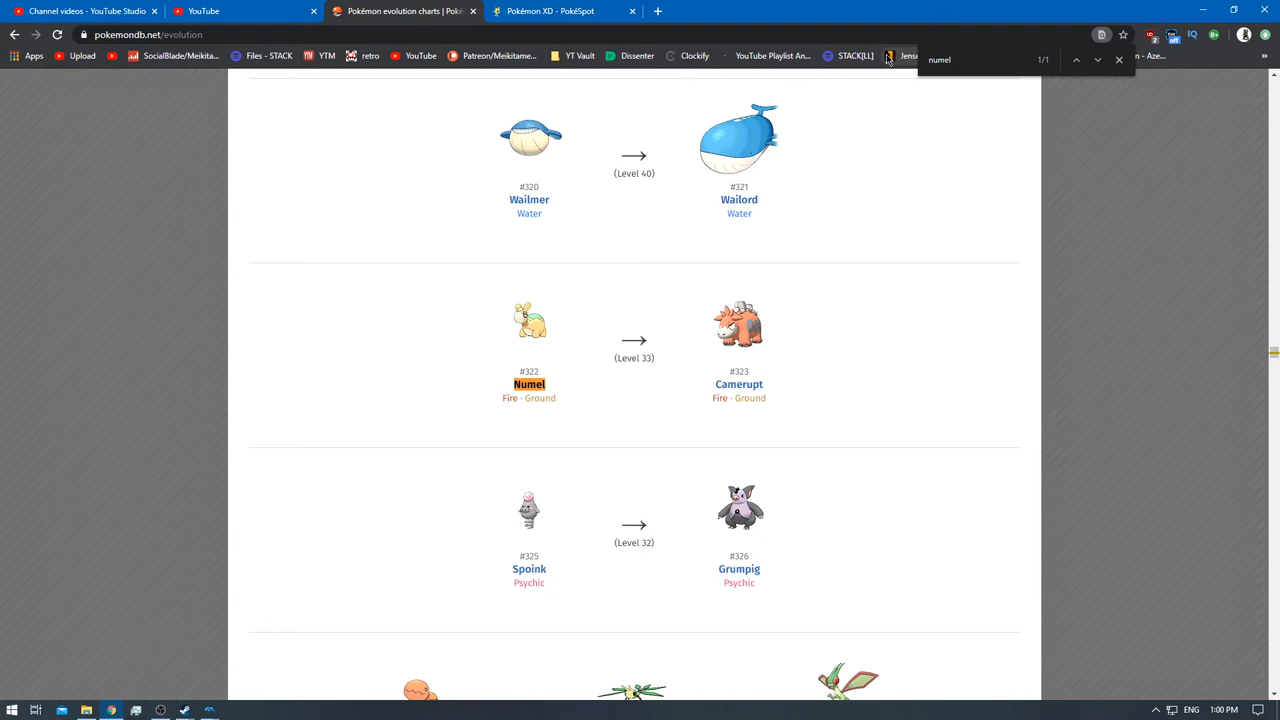 Channel videos - YouTube Studio
YouTube
Pokémon evolution charts | Poké
Pokémon XD - PokéSpot
pokemondb.net/evolution
Apps
Upload
SocialBlade/Meikita...
Files - STACK
YTM
retro
YouTube
Patreon/Meikitame...
YT Vault
Dissenter
Clockify
YouTube Playlist An...
STACK[LL]
Jense
numel
1/1
n - Aze...
(Level 40)
#320
#321
Wailmer
Wailord
Water
Water
(Level 33)
#322
#323
Numel
Camerupt
Fire · Ground
Fire · Ground
(Level 32)
#325
#326
Spoink
Grumpig
Psychic
Psychic
ENG
1:00 PM